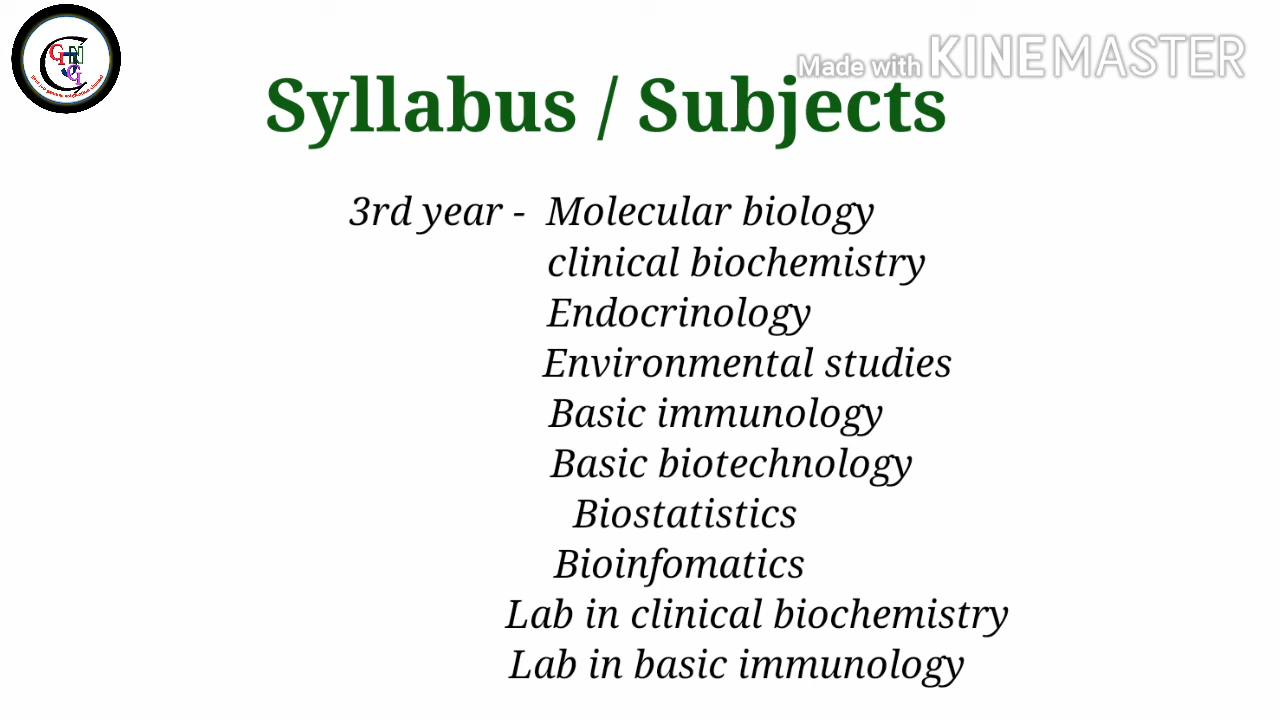 Made with KINEMASTER
Syllabus / Subjects
3rd year - Molecular biology
clinical biochemistry
Endocrinology
Environmental studies
Basic immunology
Basic biotechnology
Biostatistics
Bioinfomatics
Lab in clinical biochemistry
Lab in basic immunology